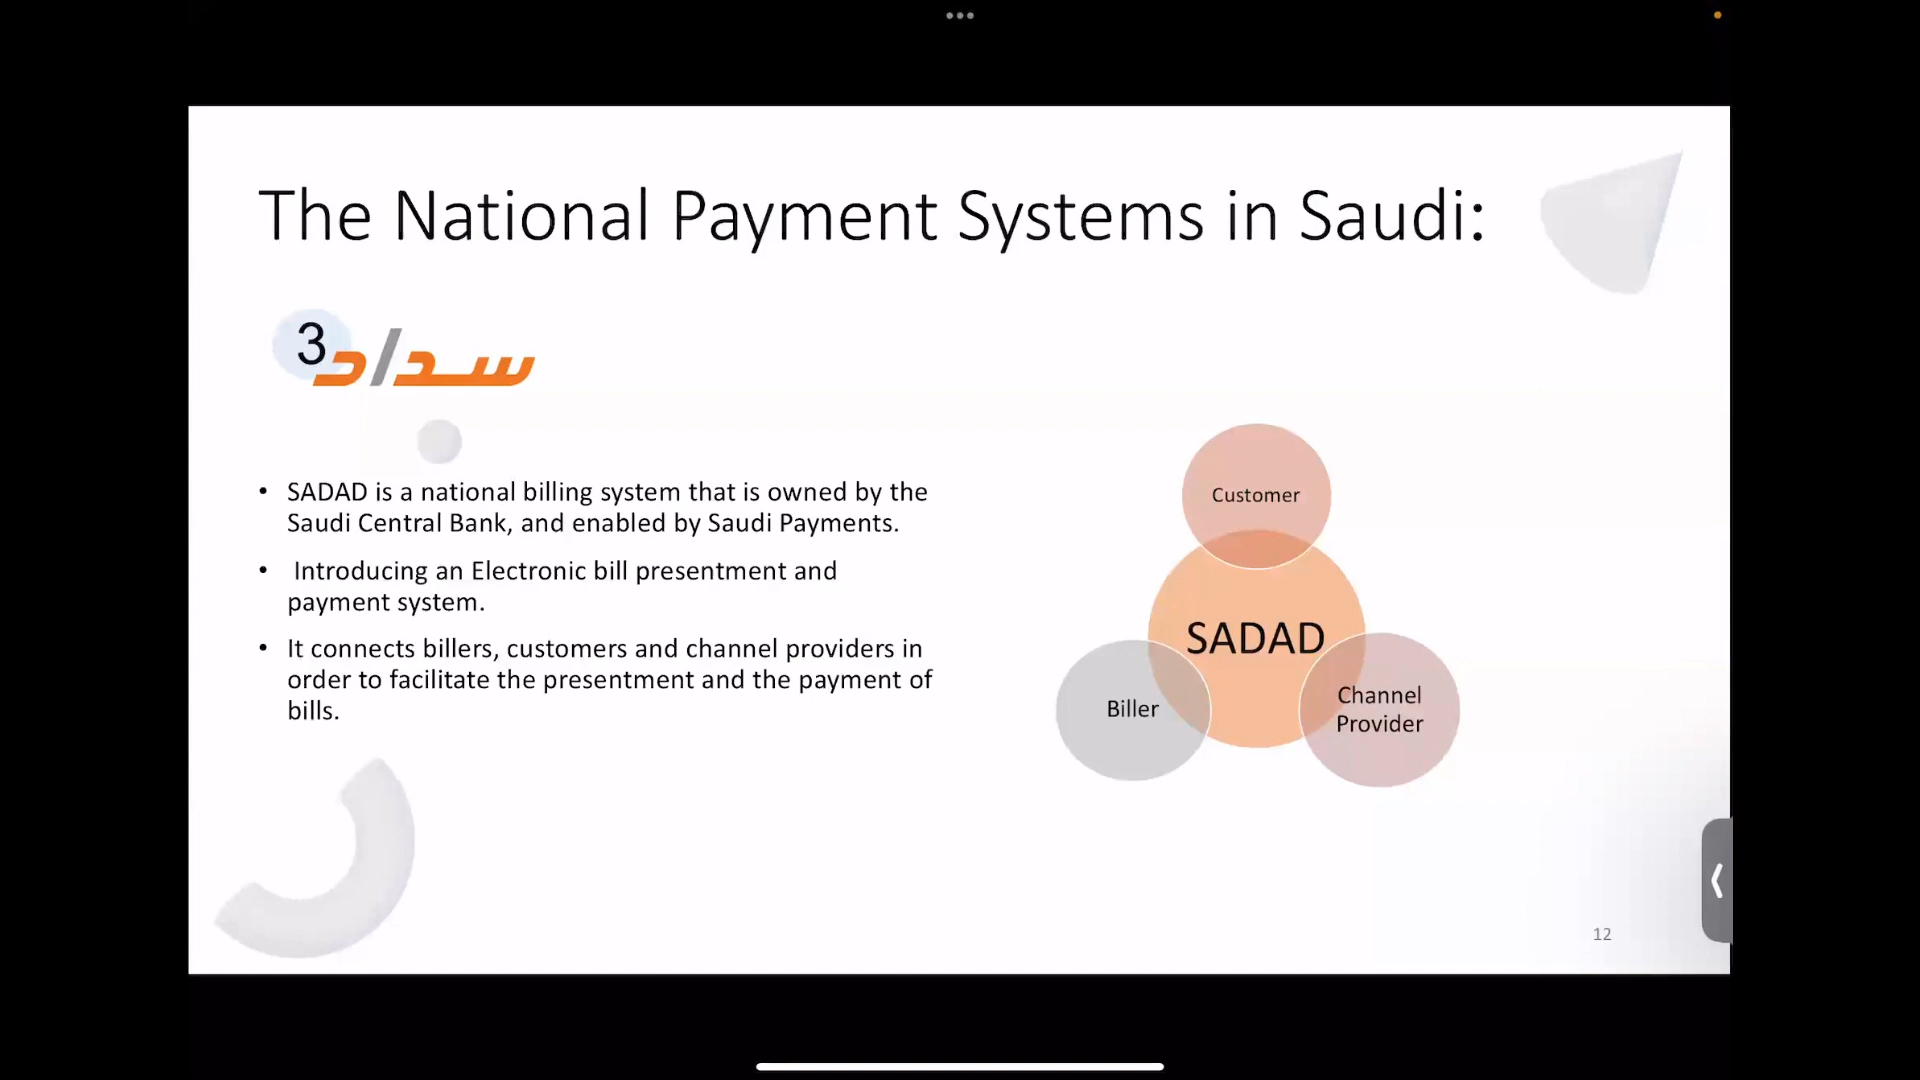 The National Payment Systems in Saudi:
3
سداد
• SADAD is a national billing system that is owned by the
Saudi Central Bank, and enabled by Saudi Payments.
• Introducing an Electronic bill presentment and
payment system.
• It connects billers, customers and channel providers in
order to facilitate the presentment and the payment of
bills.
Customer
SADAD
Biller
Channel
Provider
12